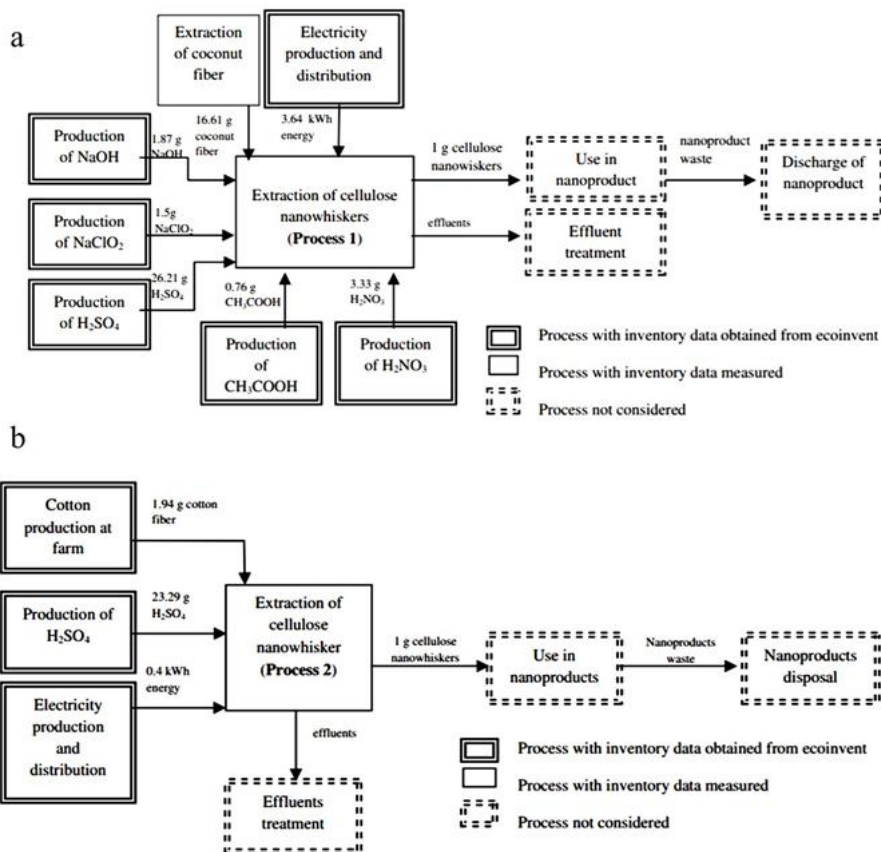 a
Extraction
of coconut
fiber
Electricity
production and
distribution
16.61 g
coconut
fiber
3.64 kWh
energy
Production
of NaOH
1.87 g
NaOH
Production
of NaClO₂
1.5g
NaClO₂
Production
of H₂SO₄
26.21 g
H₂SO₄
Extraction of cellulose
nanowhiskers
(Process 1)
1 g cellulose
nanowiskers
Use in
nanoproduct
nanoproduct
waste
Discharge of
nanoproduct
effluents
Effluent
treatment
0.76 g
CH₃COOH
3.33 g
H₂NO₃
Production
of
CH₃COOH
Production
of H₂NO₃
Process with inventory data obtained from ecoinvent
Process with inventory data measured
Process not considered
b
Cotton
production at
farm
1.94 g cotton
fiber
Production of
H₂SO₄
23.29 g
H₂SO₄
Electricity
production
and
distribution
0.4 kWh
energy
Extraction of
cellulose
nanowhisker
(Process 2)
1 g cellulose
nanowhiskers
Use in
nanoproducts
Nanoproducts
waste
Nanoproducts
disposal
effluents
Effluents
treatment
Process with inventory data obtained from ecoinvent
Process with inventory data measured
Process not considered